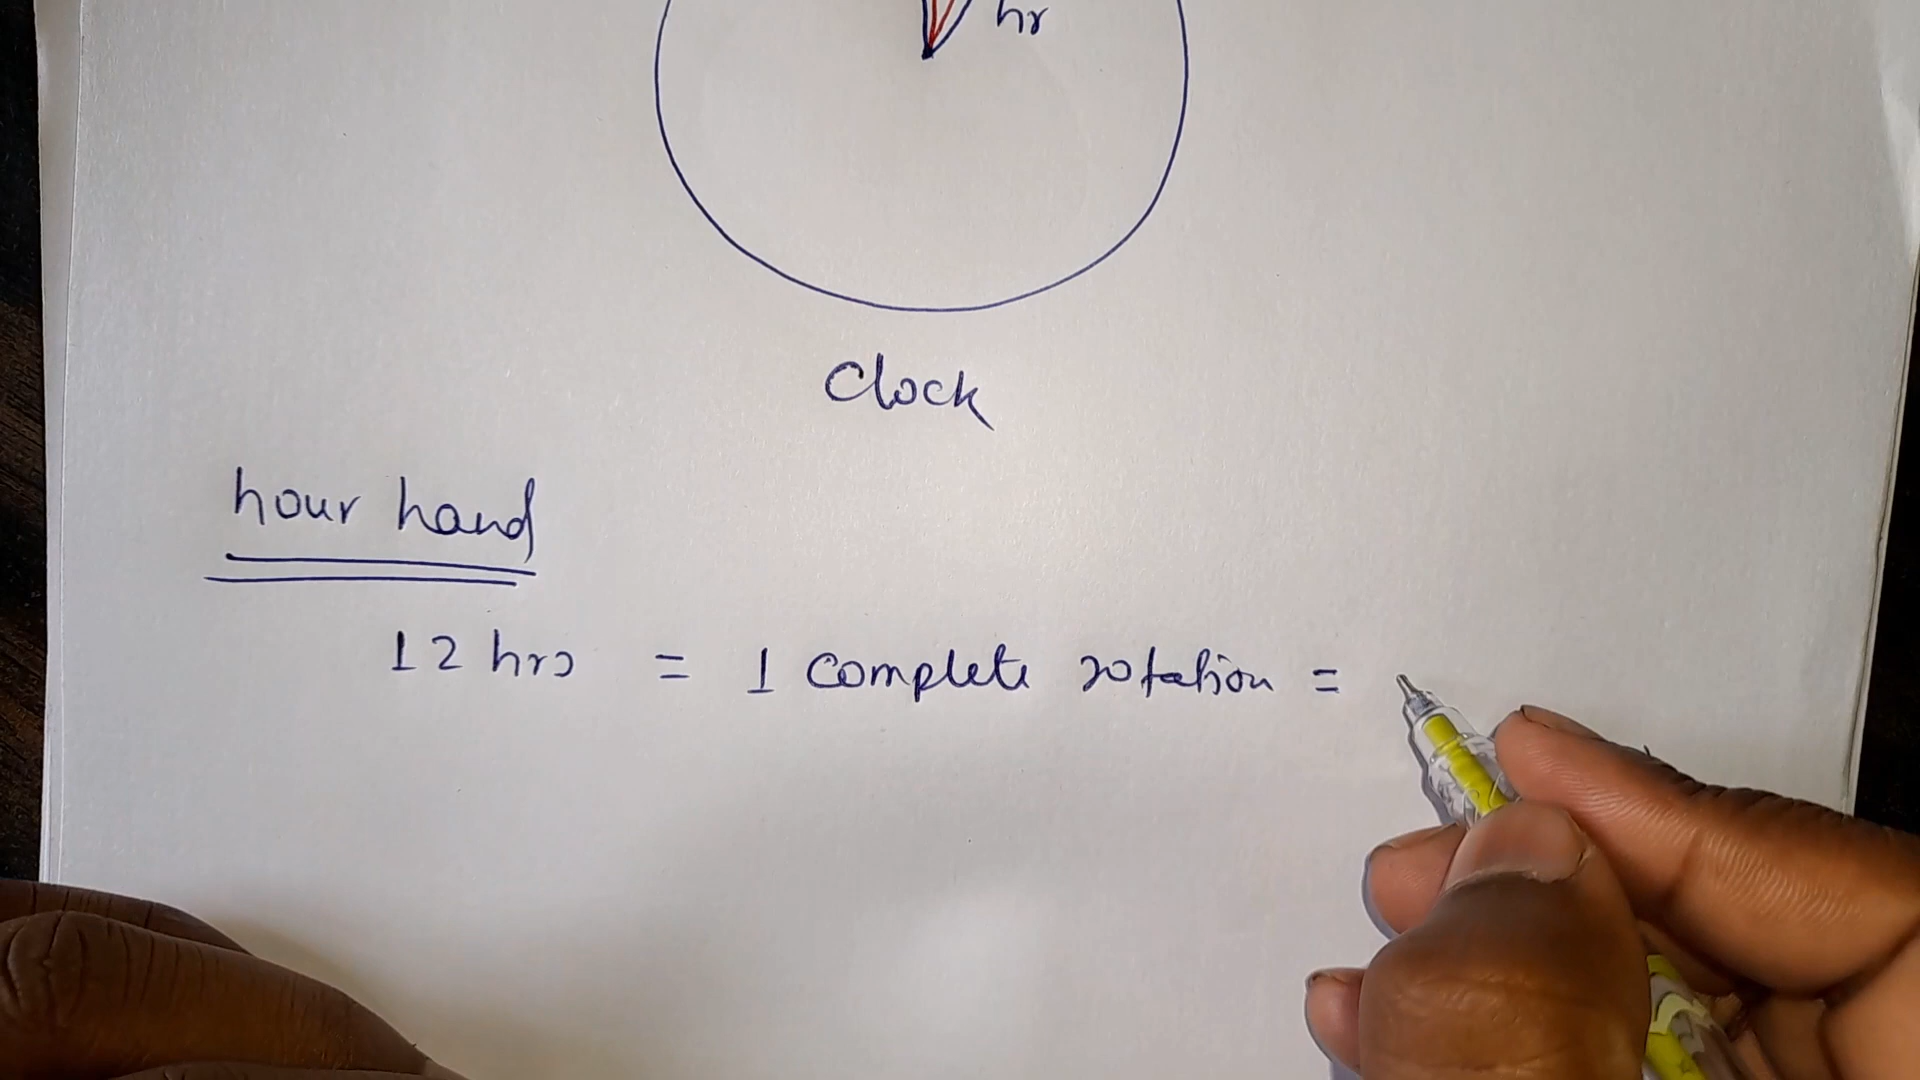 hr
Clock
hour hand
12 hrs = 1 complete rotation =